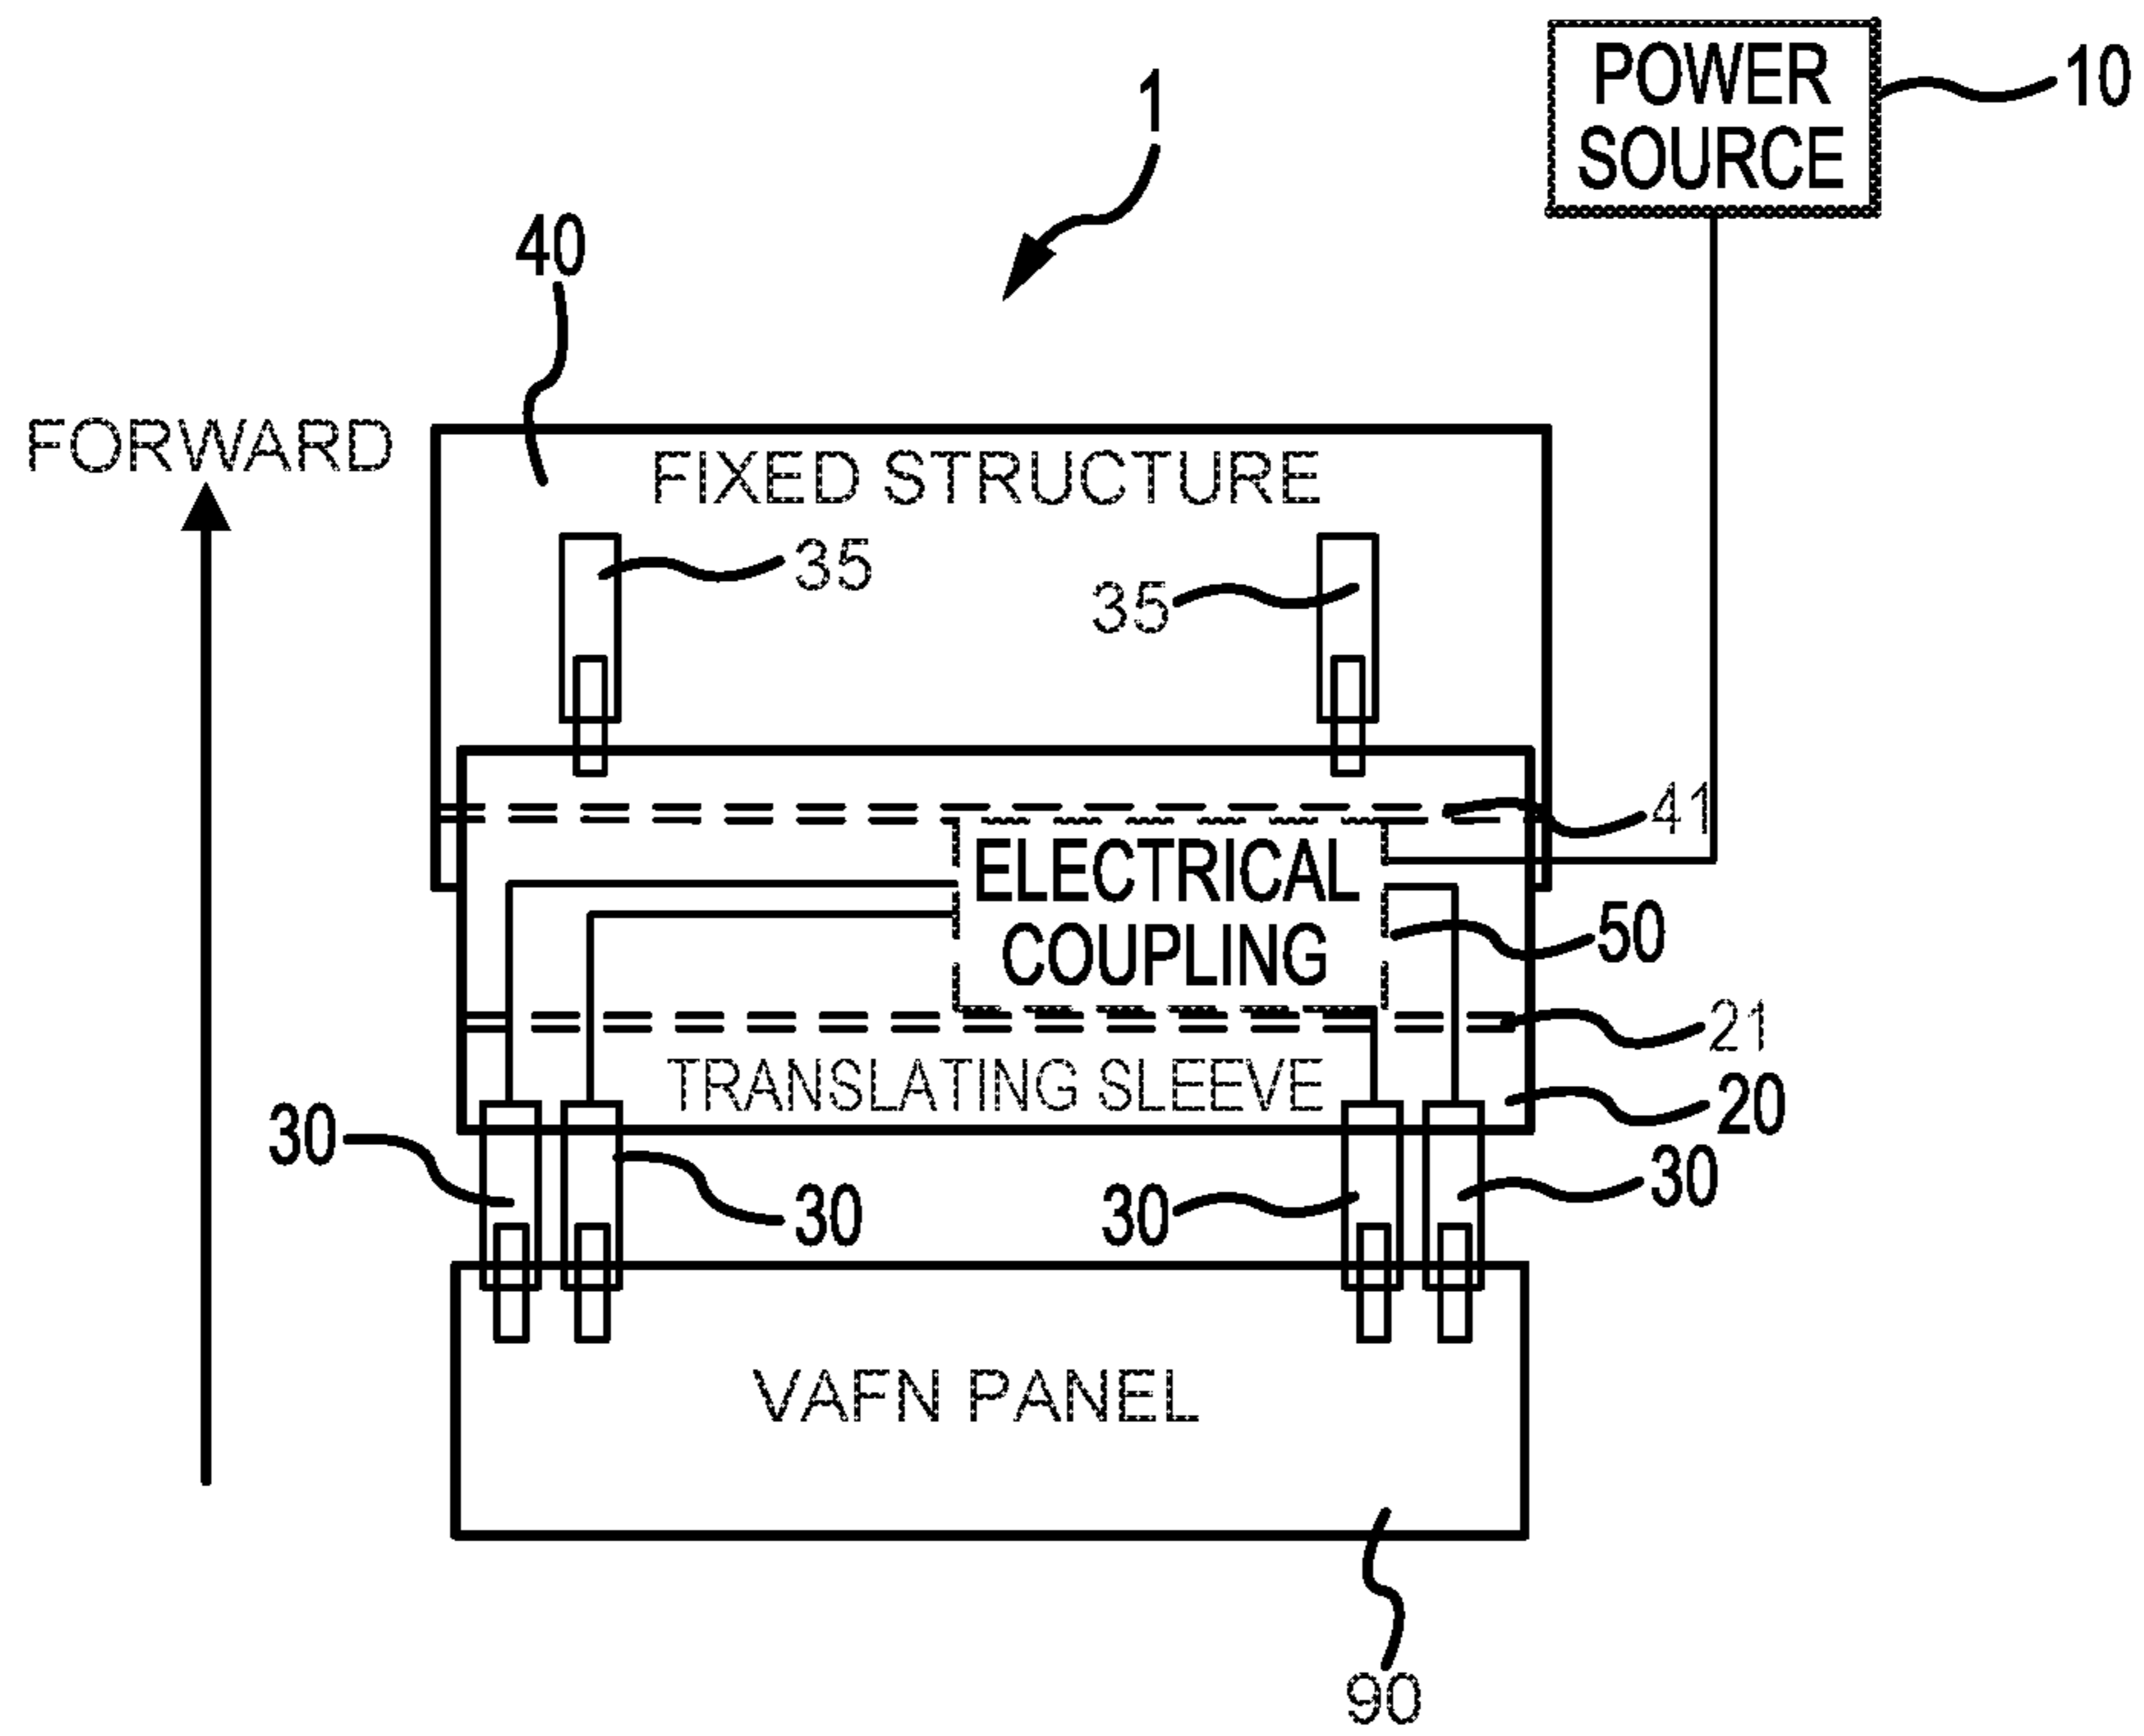 POWER
SOURCE
10
1
40
FORWARD
FIXED STRUCTURE
35
35
41
ELECTRICAL
COUPLING
50
21
TRANSLATING SLEEVE
20
30
30
30
30
VAFN PANEL
90